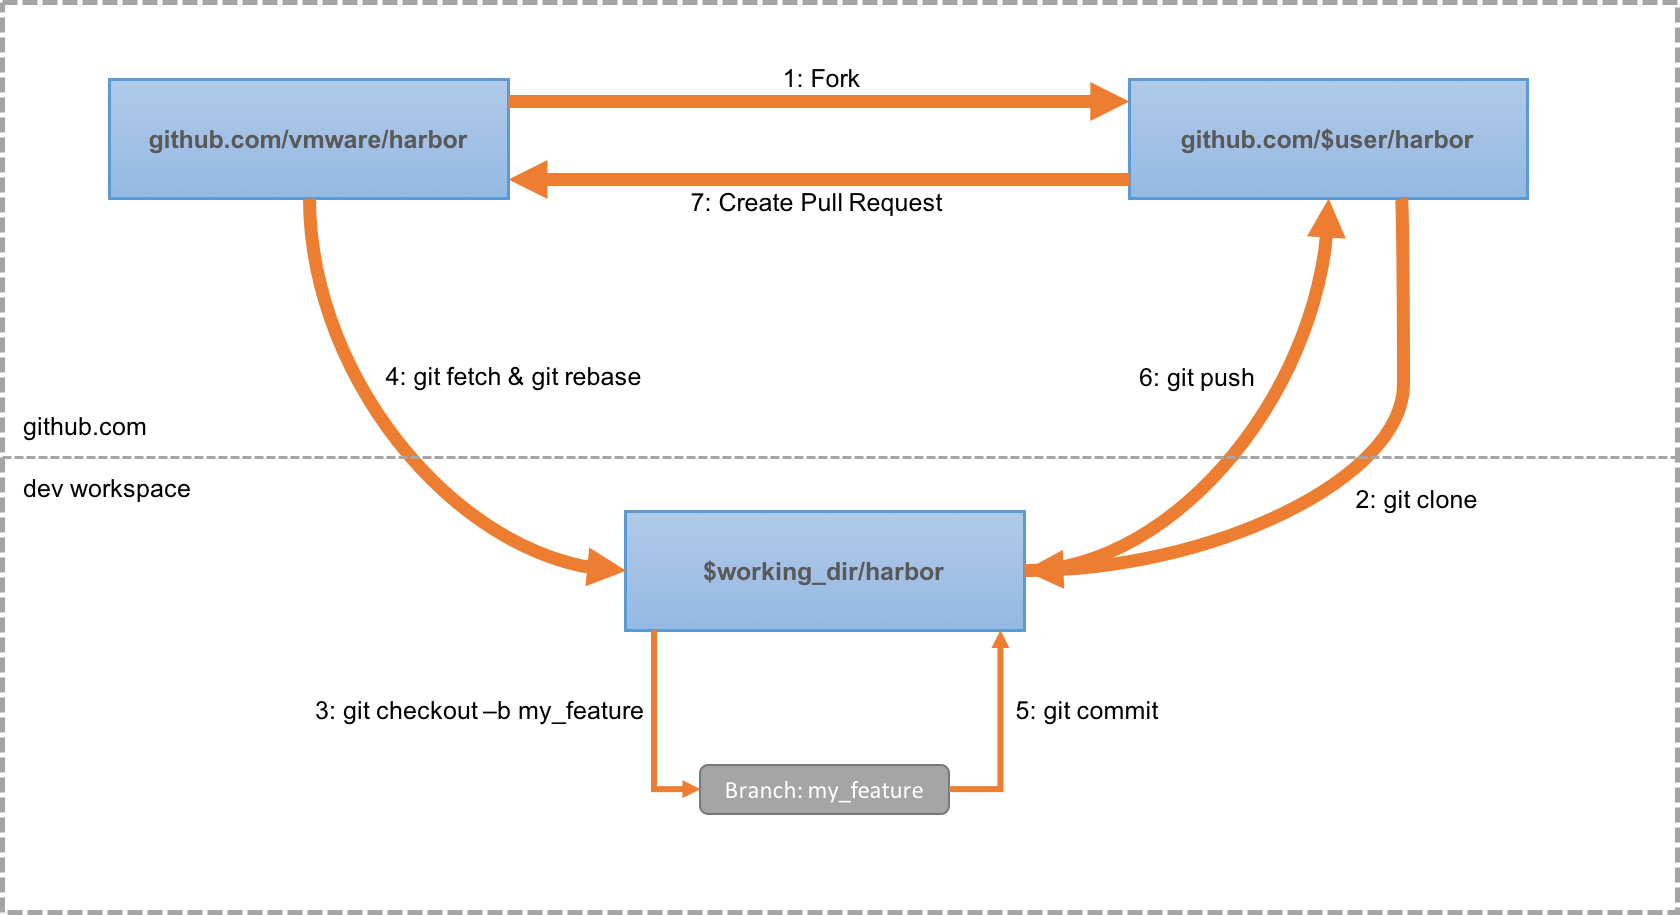 1: Fork
github.com/vmware/harbor
github.com/$user/harbor
7: Create Pull Request
4: git fetch & git rebase
6: git push
github.com
dev workspace
2: git clone
$working_dir/harbor
3: git checkout –b my_feature
5: git commit
Branch: my_feature